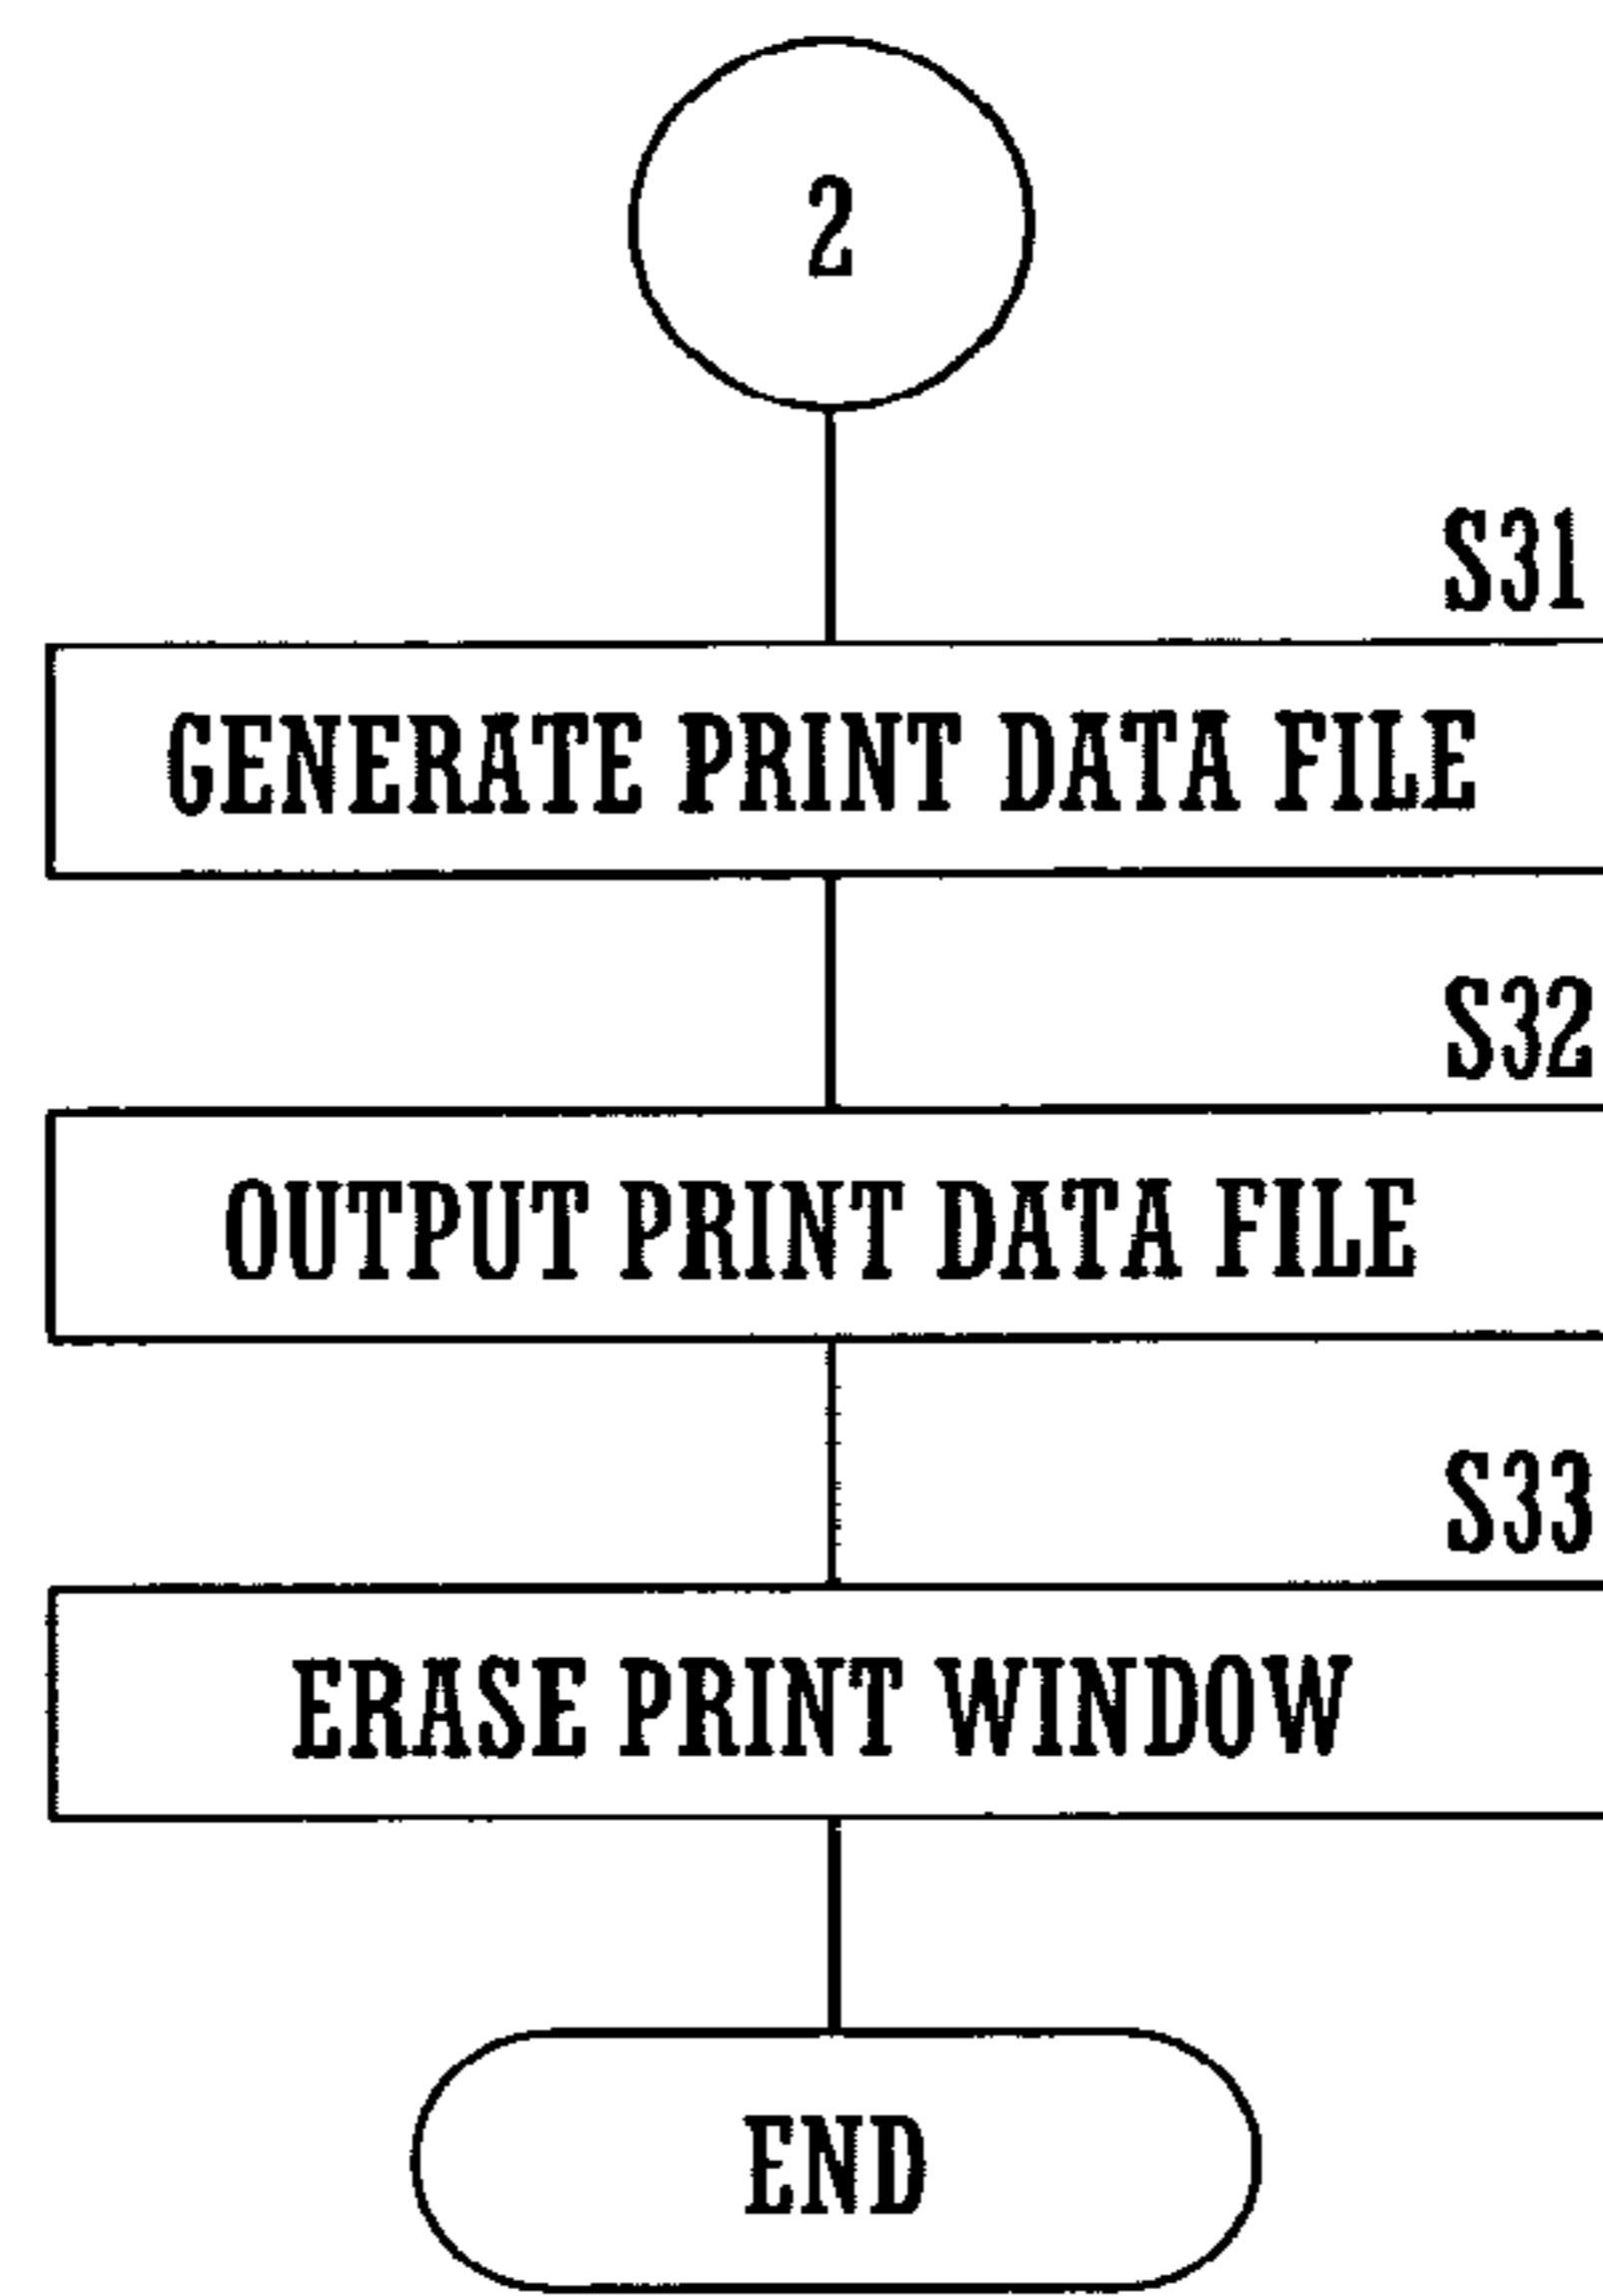 2
S31
GENERATE PRINT DATA FILE
S32
OUTPUT PRINT DATA FILE
S33
ERASE PRINT WINDOW
END